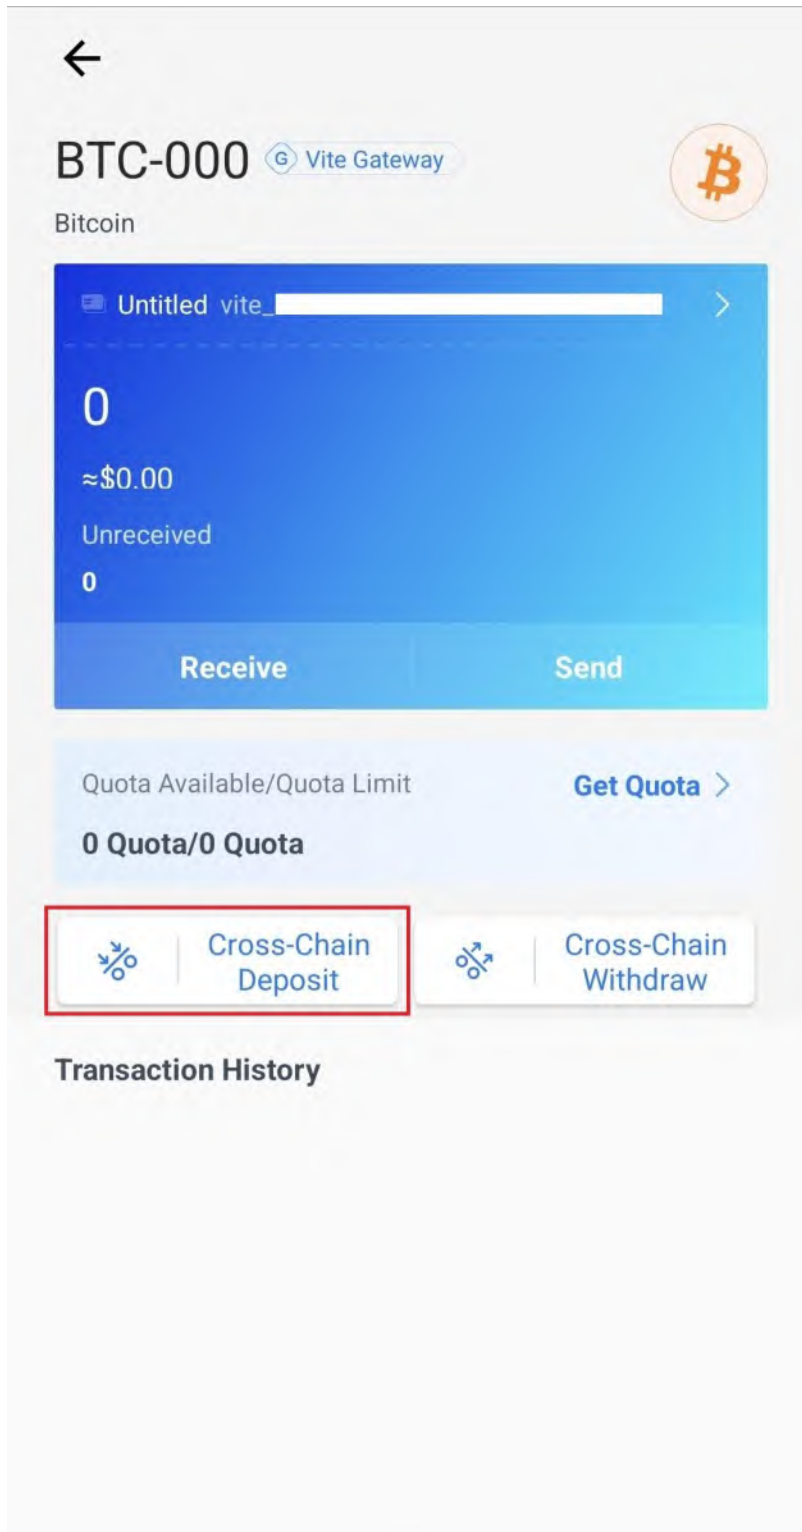 BTC-000 G Vite Gateway
Bitcoin
Untitled vite_
0
≈$0.00
Unreceived
0
Receive Send
Quota Available/Quota Limit Get Quota
0 Quota/0 Quota
Cross-Chain
Deposit
Cross-Chain
Withdraw
Transaction History